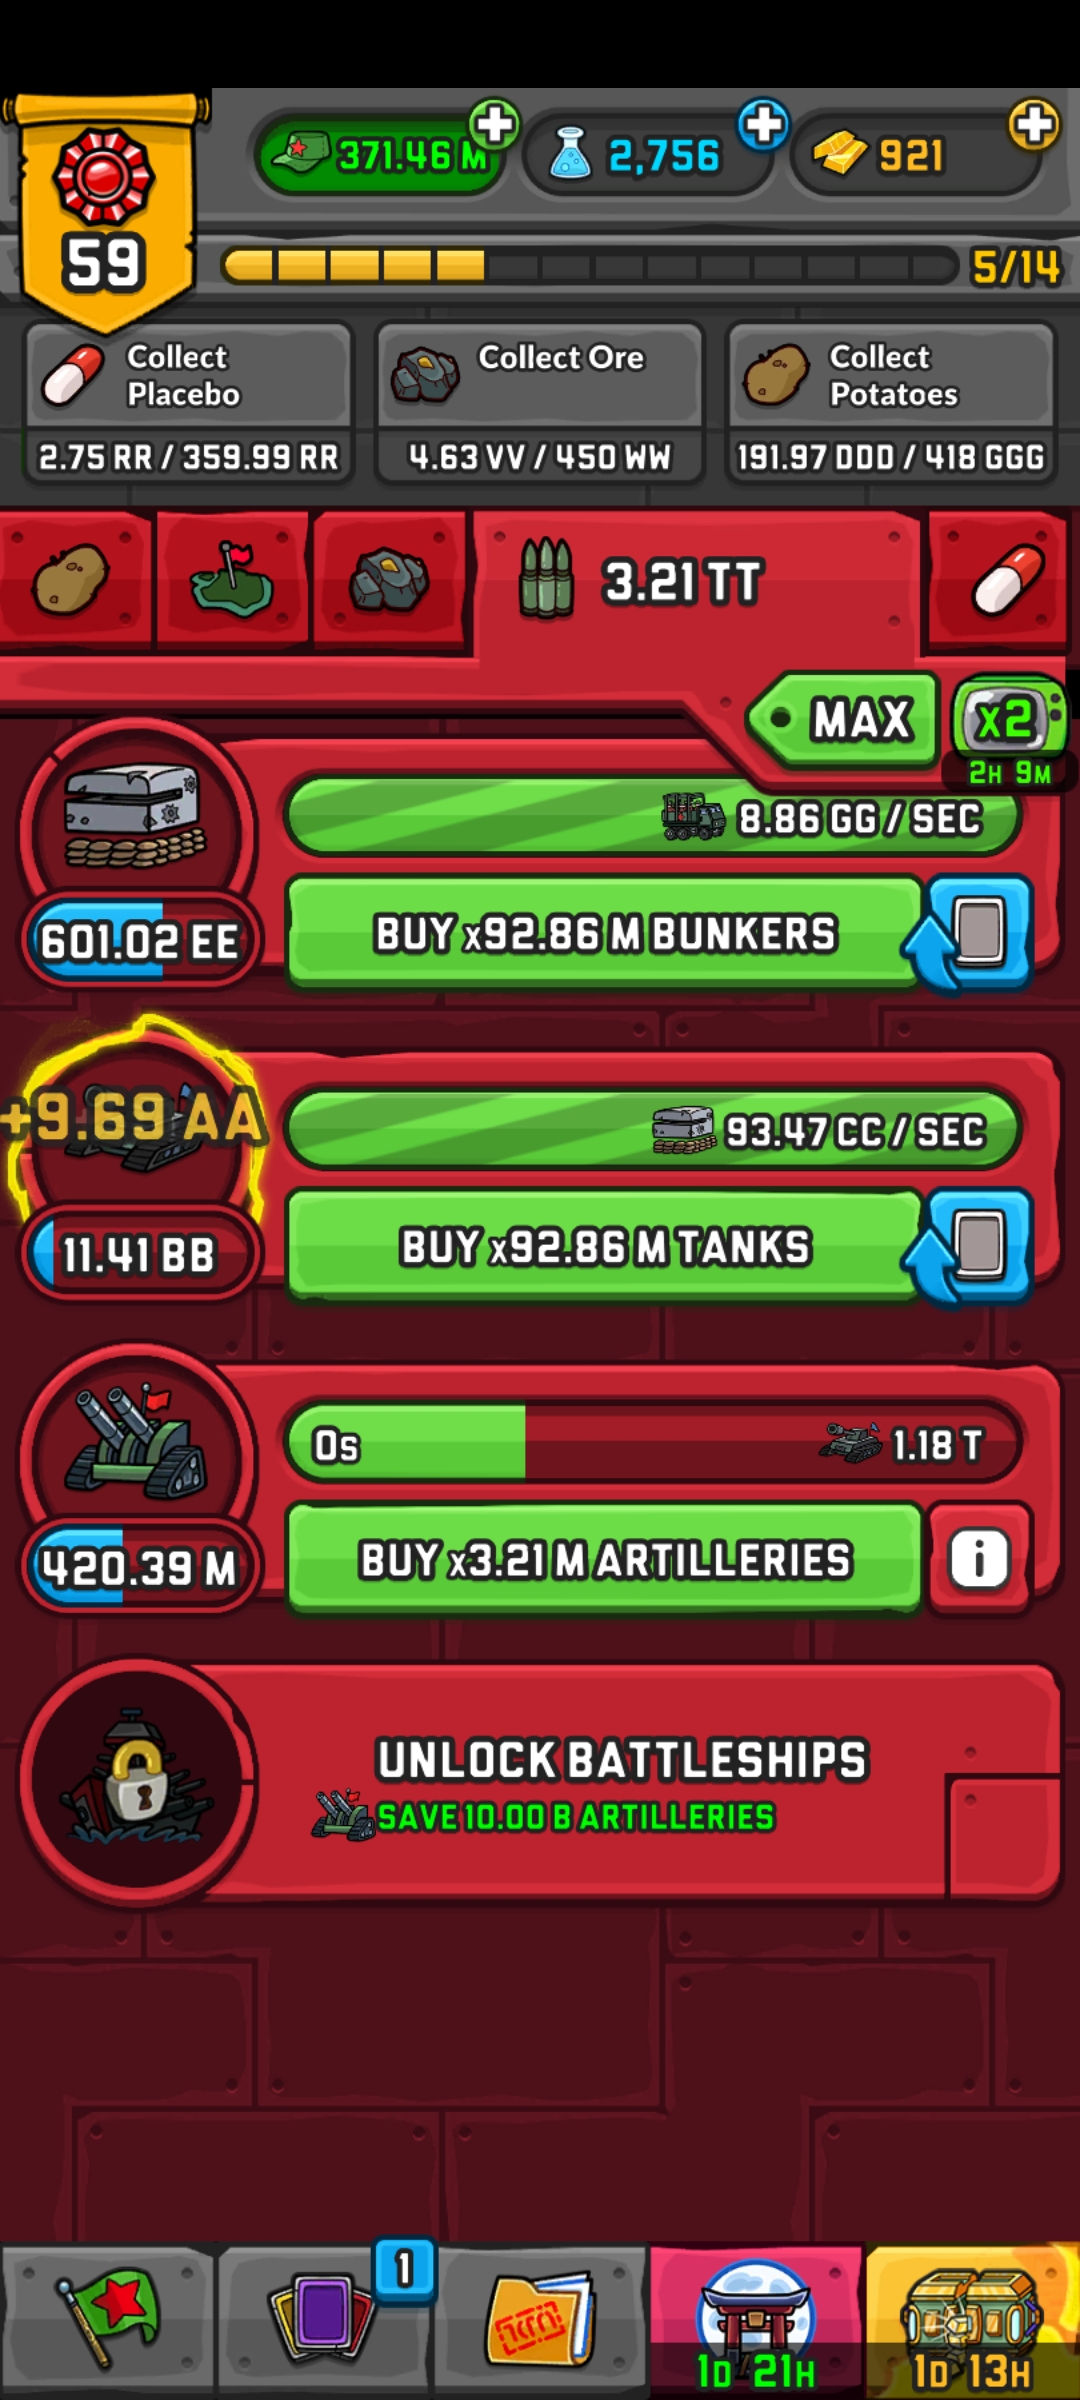 371.46 M
2,756
921
59
5/14
Collect
Placebo
2.75 RR / 359.99 RR
Collect Ore
4.63 VV / 450 WW
Collect
Potatoes
191.97 DDD / 418 GGG
3.21 TT
MAX
x2
2H 9M
8.86 GG / SEC
601.02 EE
BUY x92.86 M BUNKERS
+9.69 AA
93.47 CC / SEC
11.41 BB
BUY x92.86 M TANKS
0s
1.18 T
420.39 M
BUY x3.21 M ARTILLERIES
i
UNLOCK BATTLESHIPS
SAVE 10.00 B ARTILLERIES
1
1D 21H
1D 13H